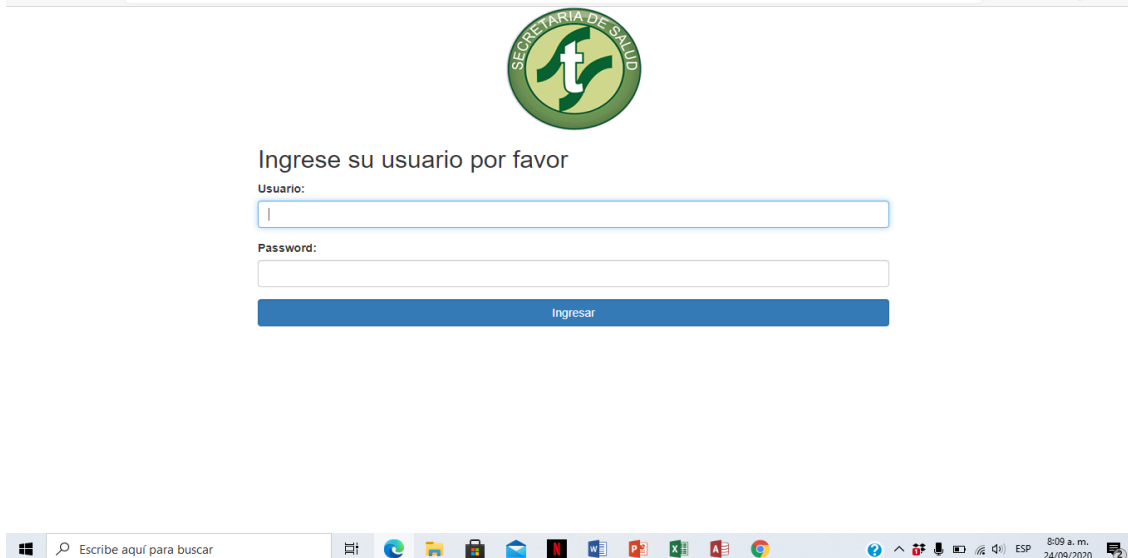 SECRETARIA DE SALUD
t
Ingrese su usuario por favor
Usuario:
Password:
Ingresar
Escribe aquí para buscar
ESP
8:09 a. m.
24/09/2020